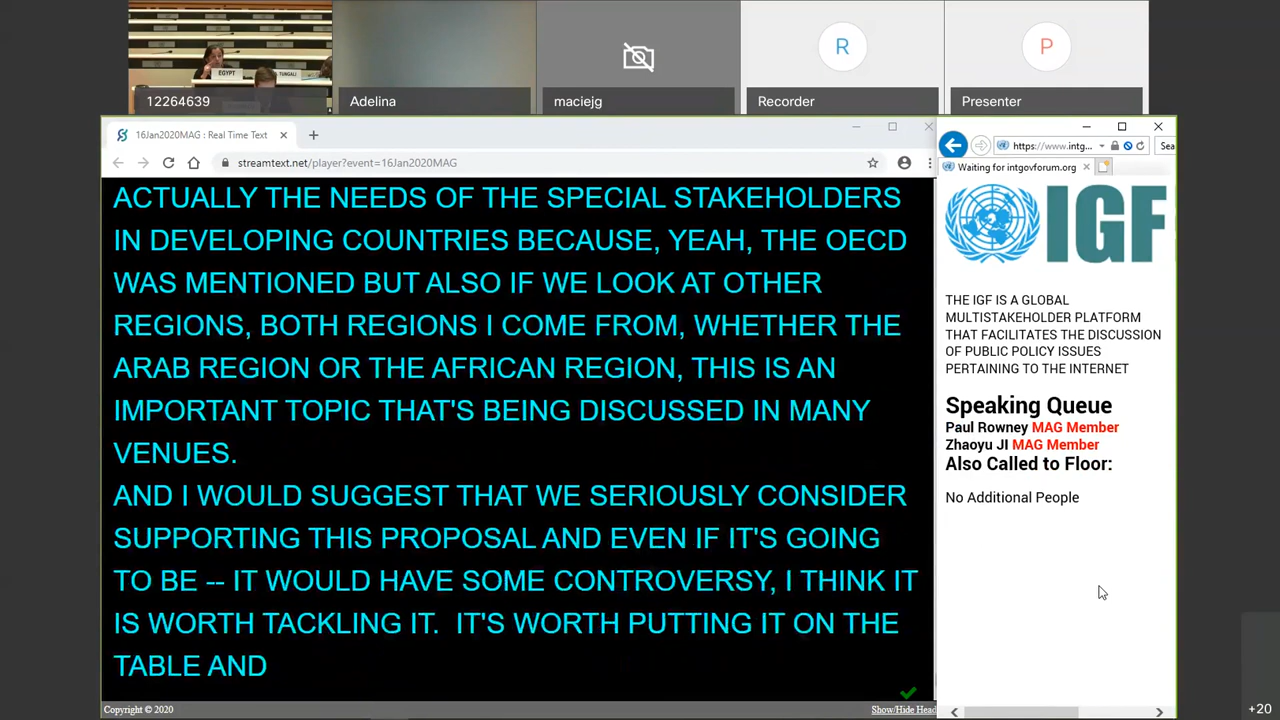 EGYPT
TUNGALI
12264639
Adelina
maciejg
R
Recorder
P
Presenter
16Jan2020MAG : Real Time Text
streamtext.net/player?event=16Jan2020MAG
ACTUALLY THE NEEDS OF THE SPECIAL STAKEHOLDERS
IN DEVELOPING COUNTRIES BECAUSE, YEAH, THE OECD
WAS MENTIONED BUT ALSO IF WE LOOK AT OTHER
REGIONS, BOTH REGIONS I COME FROM, WHETHER THE
ARAB REGION OR THE AFRICAN REGION, THIS IS AN
IMPORTANT TOPIC THAT'S BEING DISCUSSED IN MANY
VENUES.
AND I WOULD SUGGEST THAT WE SERIOUSLY CONSIDER
SUPPORTING THIS PROPOSAL AND EVEN IF IT'S GOING
TO BE -- IT WOULD HAVE SOME CONTROVERSY, I THINK IT
IS WORTH TACKLING IT.  IT'S WORTH PUTTING IT ON THE
TABLE AND
Copyright © 2020
Show/Hide Head
https://www.intg...
Sea
Waiting for intgovforum.org
IGF
THE IGF IS A GLOBAL
MULTISTAKEHOLDER PLATFORM
THAT FACILITATES THE DISCUSSION
OF PUBLIC POLICY ISSUES
PERTAINING TO THE INTERNET
Speaking Queue
Paul Rowney MAG Member
Zhaoyu JI MAG Member
Also Called to Floor:
No Additional People
+20